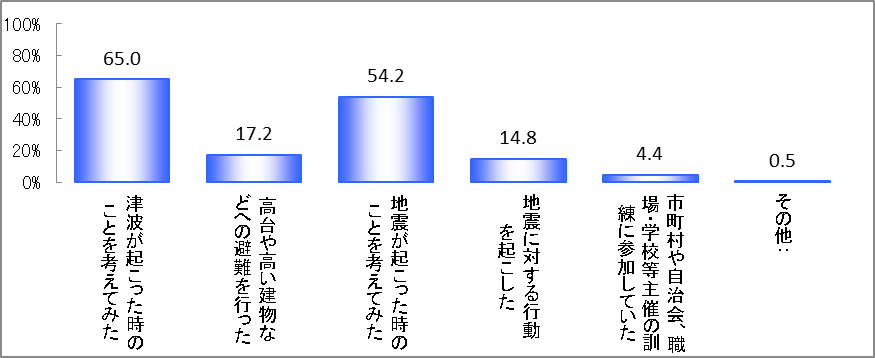 100%
80%
60%
40%
20%
0%
65.0
17.2
54.2
14.8
4.4
0.5
津波が起こった時の
ことを考えてみた
高台や高い建物な
どへの避難を行った
地震が起こった時の
ことを考えてみた
地震に対する行動
を起こした
市町村や自治会、職
場・学校等主催の訓
練に参加していた
その他: